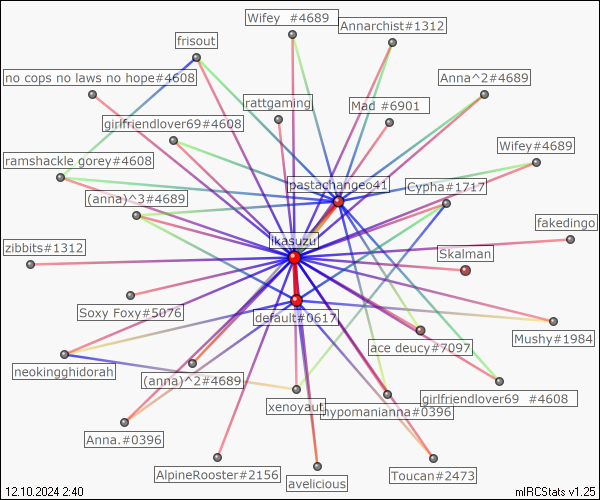 Wifey  #4689
Annarchist#1312
frisout
no cops no laws no hope#4608
Anna^2#4689
rattgaming
Mad #6901
girlfriendlover69#4608
Wifey#4689
ramshackle gorey#4608
pastachangeo41
Cypha#1717
(anna)^3#4689
fakedingo
ikasuzu
zibbits#1312
Skalman
Soxy Foxy#5076
default#0617
Mushy#1984
ace deucy#7097
neokingghidorah
(anna)^2#4689
xenoyaut
hypomanianna#0396
girlfriendlover69  #4608
Anna.#0396
AlpineRooster#2156
avelicious
Toucan#2473
12.10.2024 2:40
mIRCStats v1.25